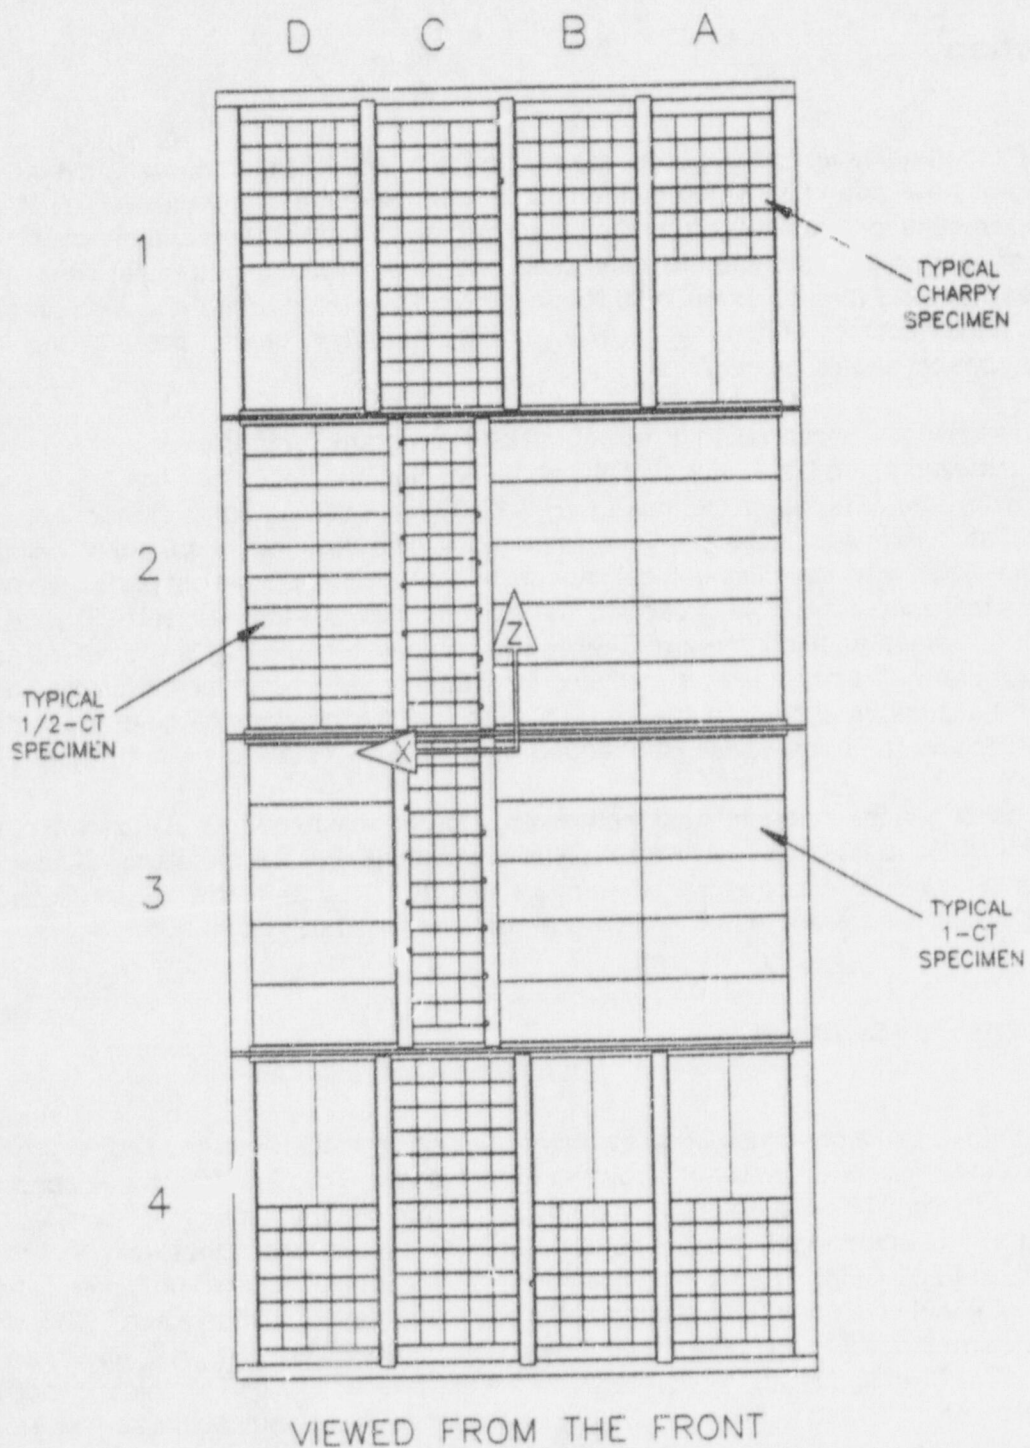 D C B A
1
TYPICAL
CHARPY
SPECIMEN
2
Z
TYPICAL
1/2-CT
SPECIMEN
X
3
TYPICAL
1-CT
SPECIMEN
4
VIEWED FROM THE FRONT